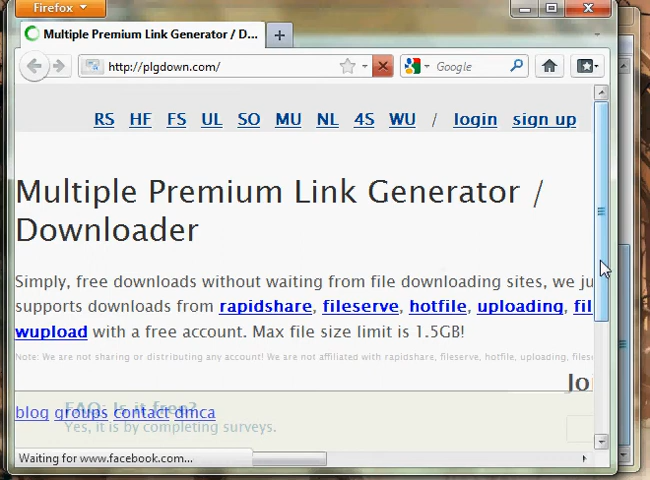 Firefox
Multiple Premium Link Generator / D...
http://plgdown.com/
Google
RS HF FS UL SO MU NL 4S WU / login sign up
Multiple Premium Link Generator /
Downloader
Simply, free downloads without waiting from file downloading sites, we ju
supports downloads from rapidshare, fileserve, hotfile, uploading, fil
wupload with a free account. Max file size limit is 1.5GB!
Note: We are not sharing or distributing any account! We are not affiliated with rapidshare, fileserve, hotfile, uploading, filese
Joi
FAQ: Is it free?
blog groups contact dmca
Yes, it is by completing surveys.
Waiting for www.facebook.com...